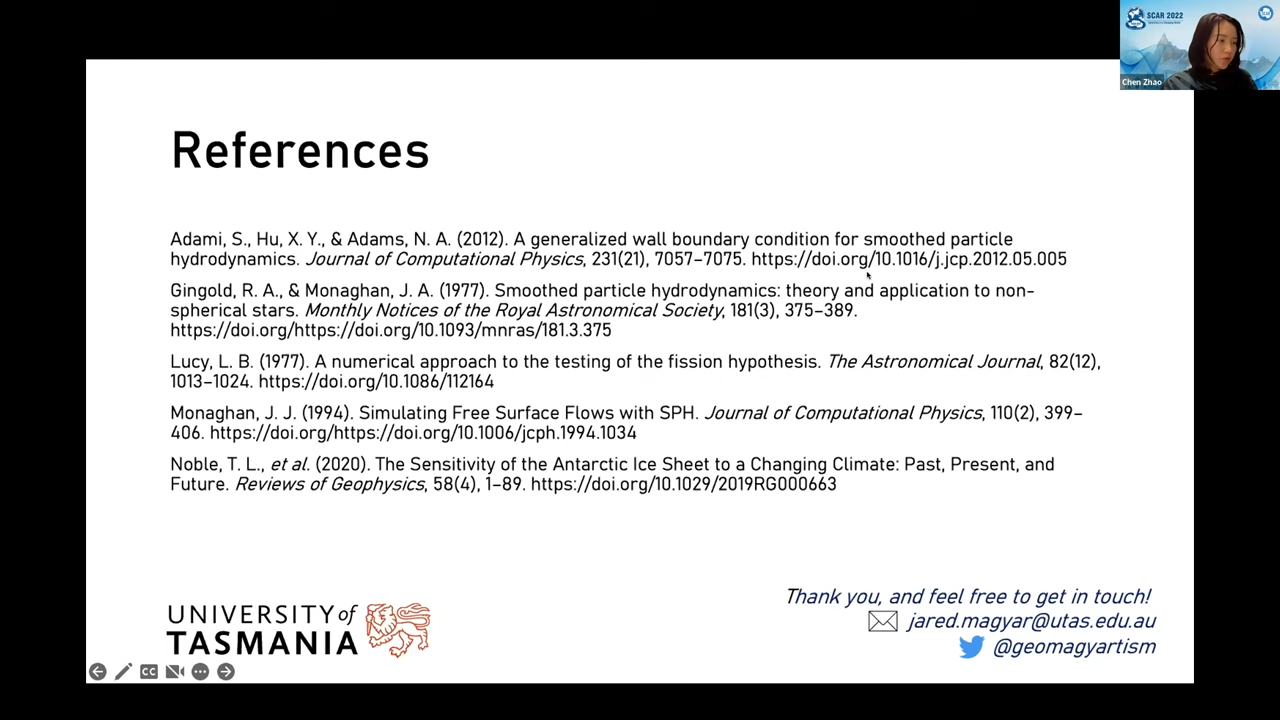 SCAR 2022
Chen Zhao
References
Adami, S., Hu, X. Y., & Adams, N. A. (2012). A generalized wall boundary condition for smoothed particle
hydrodynamics. Journal of Computational Physics, 231(21), 7057–7075. https://doi.org/10.1016/j.jcp.2012.05.005
Gingold, R. A., & Monaghan, J. A. (1977). Smoothed particle hydrodynamics: theory and application to non-
spherical stars. Monthly Notices of the Royal Astronomical Society, 181(3), 375–389.
https://doi.org/https://doi.org/10.1093/mnras/181.3.375
Lucy, L. B. (1977). A numerical approach to the testing of the fission hypothesis. The Astronomical Journal, 82(12),
1013–1024. https://doi.org/10.1086/112164
Monaghan, J. J. (1994). Simulating Free Surface Flows with SPH. Journal of Computational Physics, 110(2), 399–
406. https://doi.org/https://doi.org/10.1006/jcph.1994.1034
Noble, T. L., et al. (2020). The Sensitivity of the Antarctic Ice Sheet to a Changing Climate: Past, Present, and
Future. Reviews of Geophysics, 58(4), 1–89. https://doi.org/10.1029/2019RG000663
UNIVERSITY of
TASMANIA
Thank you, and feel free to get in touch!
jared.magyar@utas.edu.au
@geomagyartism
CC